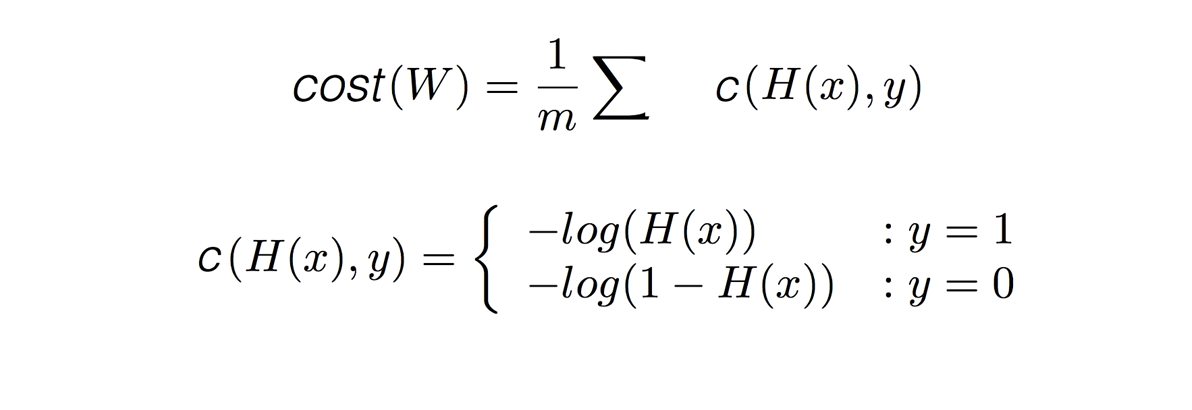 cost(W) = 1/m ∑ c(H(x), y)
c(H(x), y) = { −log(H(x)) : y = 1
−log(1 − H(x)) : y = 0